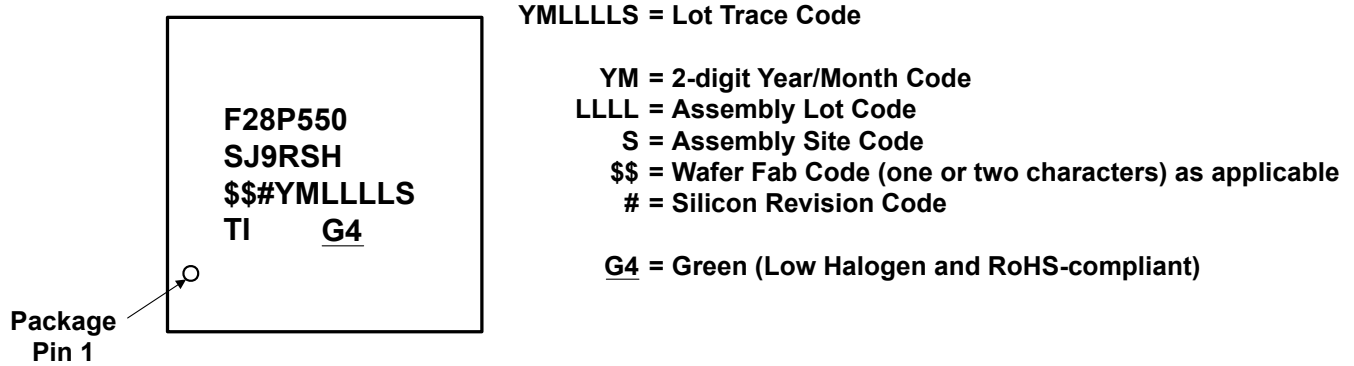 F28P550
SJ9RSH
$$#YMLLLLS
TI G4
Package
Pin 1
YMLLLLS = Lot Trace Code
YM = 2-digit Year/Month Code
LLLL = Assembly Lot Code
S = Assembly Site Code
$$ = Wafer Fab Code (one or two characters) as applicable
# = Silicon Revision Code
G4 = Green (Low Halogen and RoHS-compliant)